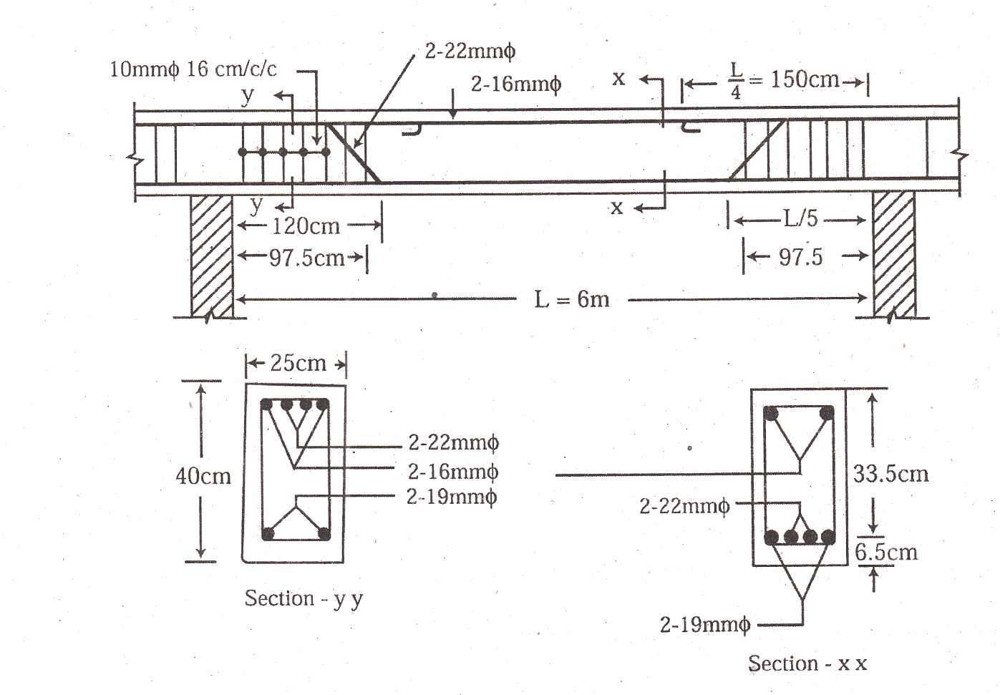 2-22mmϕ
10mmϕ 16 cm/c/c
2-16mmϕ
x
L/4 = 150cm
y
y
x
120cm
L/5
97.5cm
97.5
L = 6m
25cm
40cm
2-22mmϕ
2-16mmϕ
2-19mmϕ
33.5cm
2-22mmϕ
6.5cm
2-19mmϕ
Section - y y
Section - x x